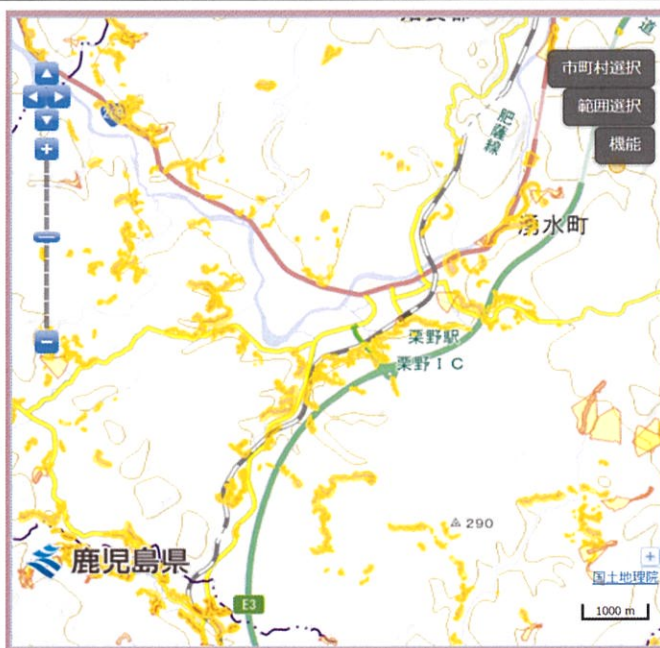 道
市町村選択
範囲選択
機能
肥薩線
湧水町
栗野駅
栗野IC
290
鹿児島県
国土地理院
1000 m
E3